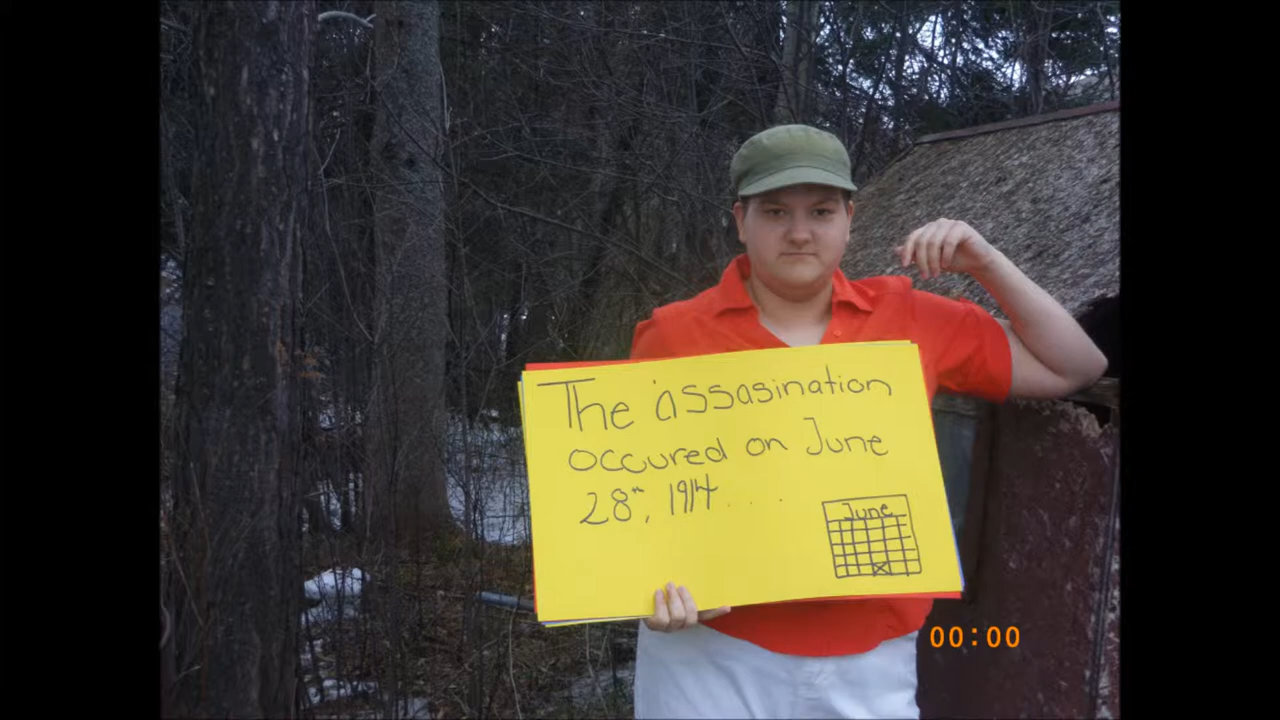 The assasination
occured on June
28th, 1914 . . . .
June
00:00